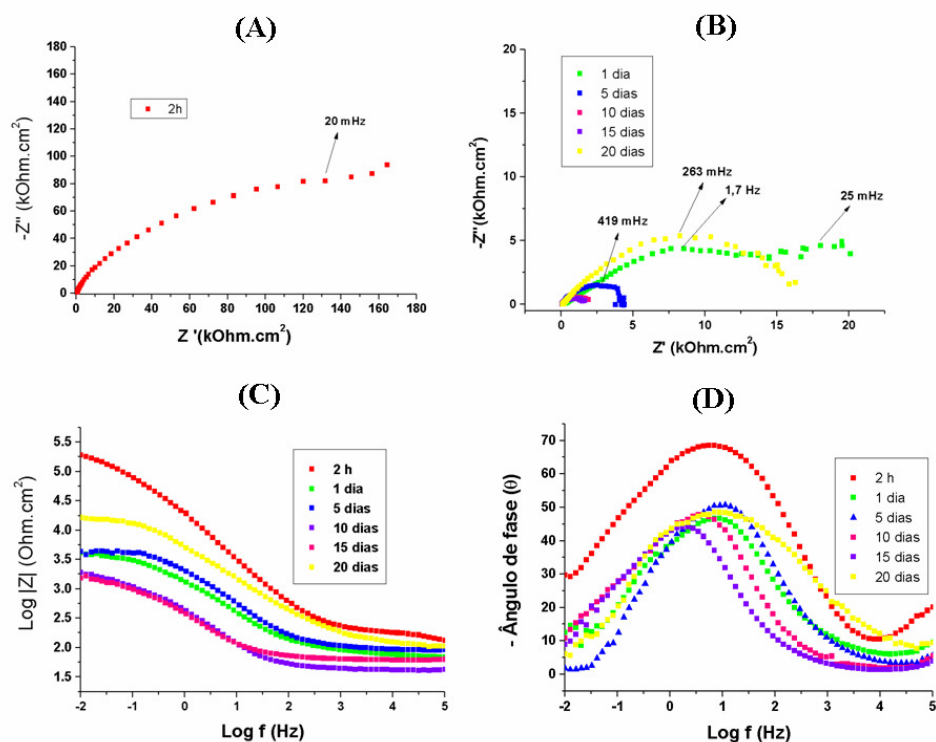 (A)
180
160
140
120
100
80
60
40
20
0
-Z'' (kOhm.cm²)
2h
20 mHz
0 20 40 60 80 100 120 140 160 180
Z '(kOhm.cm²)
(B)
20
15
10
5
0
-Z''(kOhm.cm²)
1 dia
5 dias
10 dias
15 dias
20 dias
263 mHz
1,7 Hz
25 mHz
419 mHz
0 5 10 15 20
Z' (kOhm.cm²)
(C)
5.5
5.0
4.5
4.0
3.5
3.0
2.5
2.0
1.5
Log |Z| (Ohm.cm²)
2 h
1 dia
5 dias
10 dias
15 dias
20 dias
-2 -1 0 1 2 3 4 5
Log f (Hz)
(D)
70
60
50
40
30
20
10
0
- Ângulo de fase (θ)
2 h
1 dia
5 dias
10 dias
15 dias
20 dias
-2 -1 0 1 2 3 4 5
Log f (Hz)